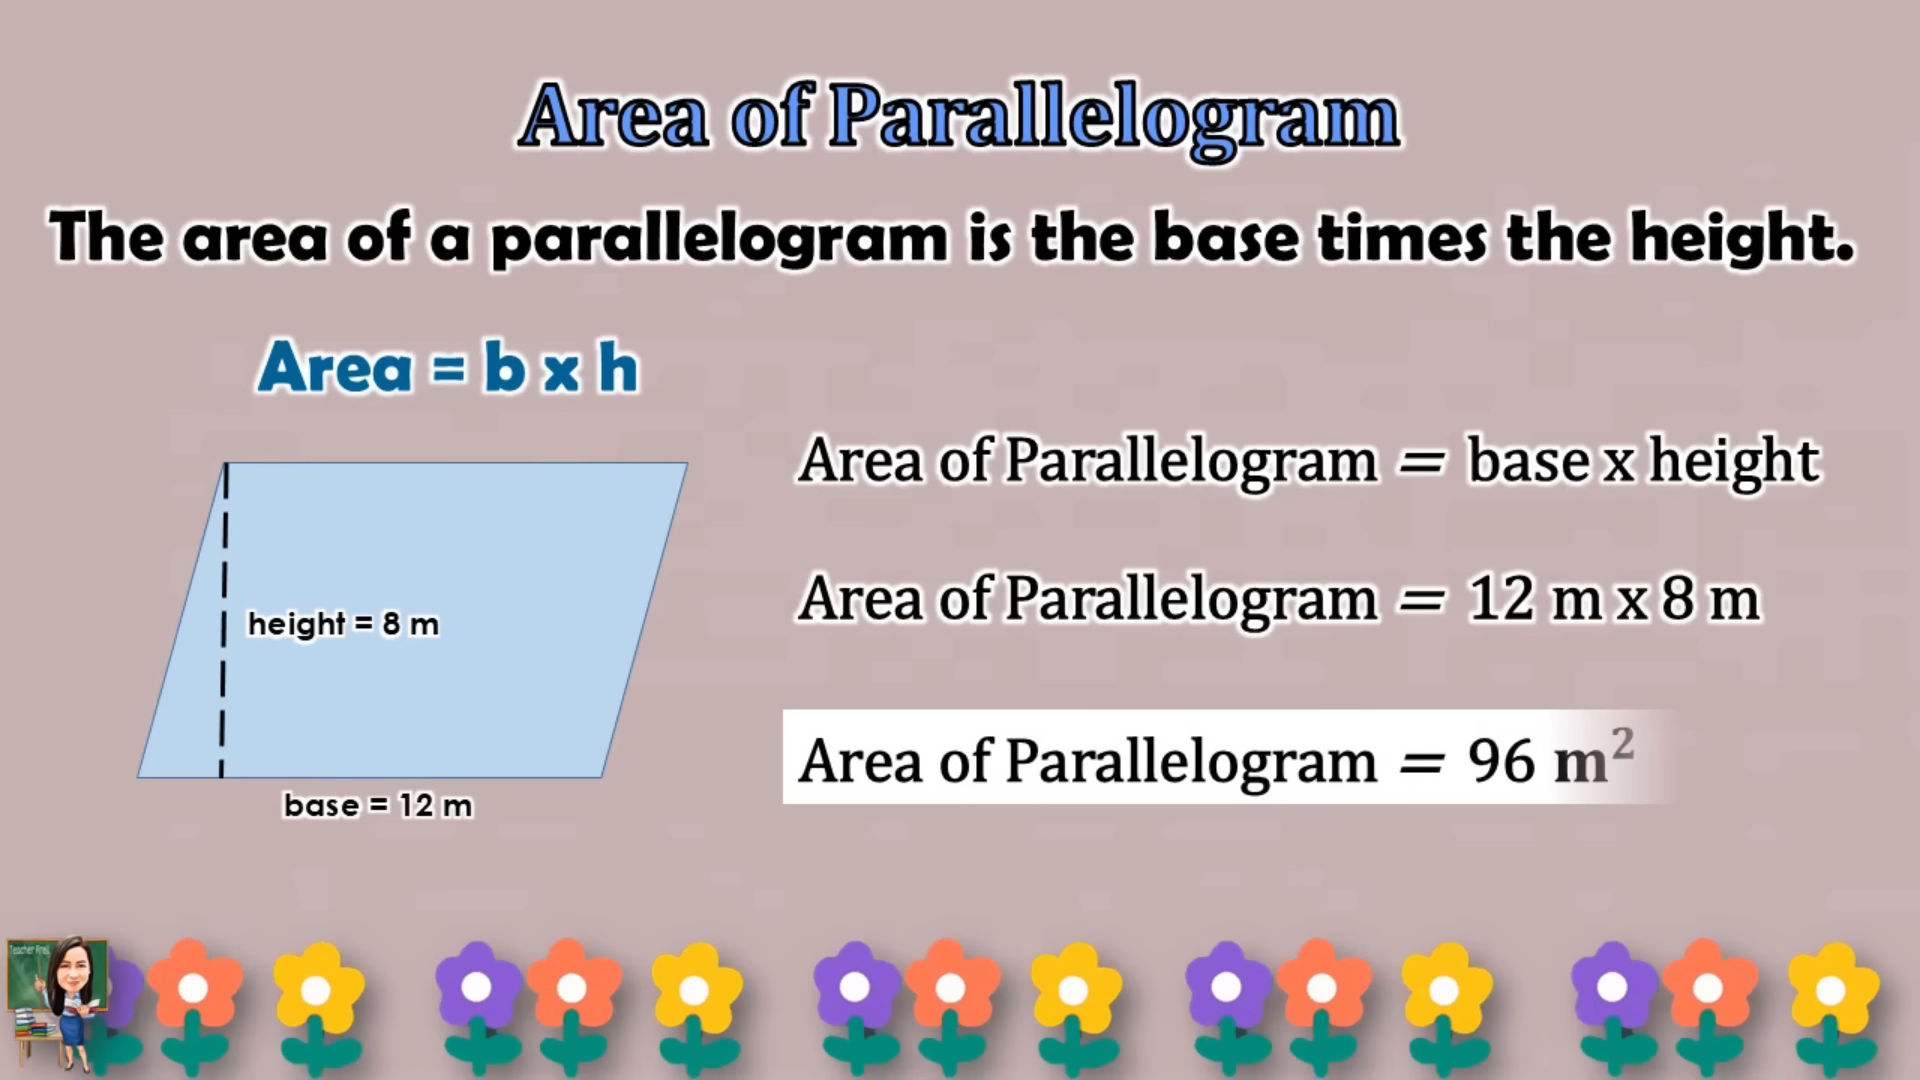 Area of Parallelogram
The area of a parallelogram is the base times the height.
Area = b x h
height = 8 m
base = 12 m
Area of Parallelogram = base x height
Area of Parallelogram = 12 m x 8 m
Area of Parallelogram = 96 m²